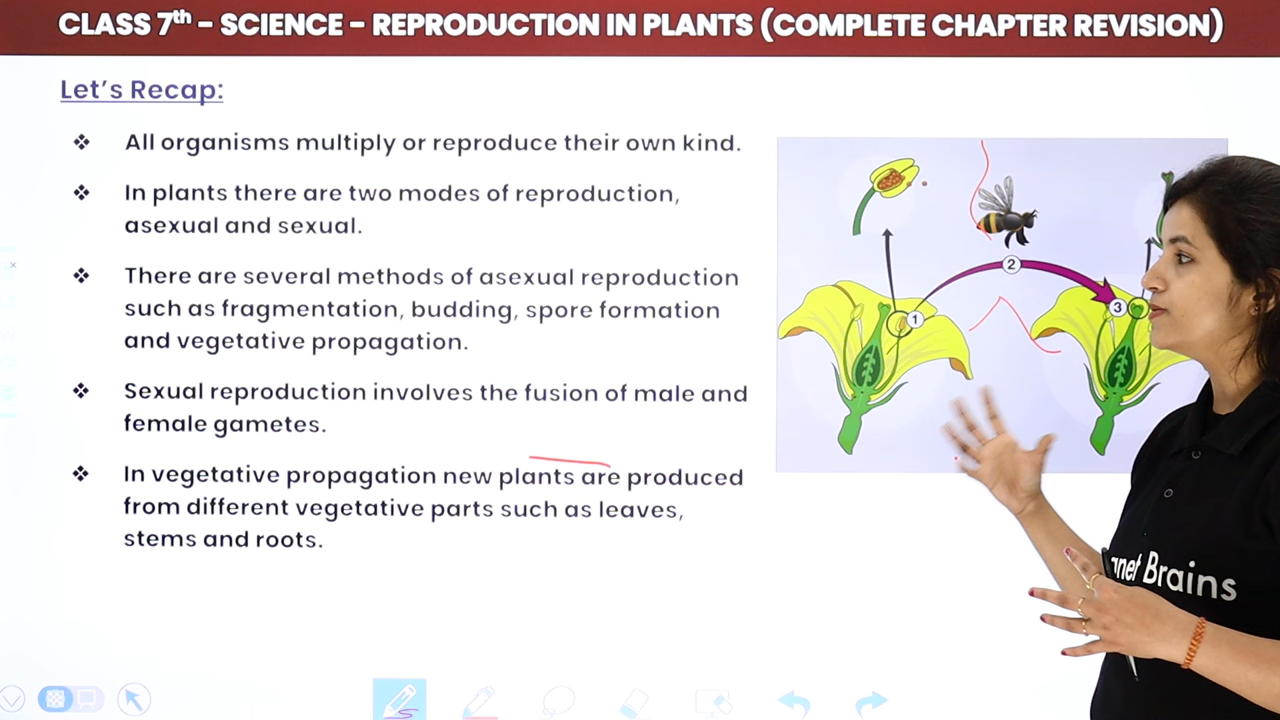 CLASS 7th – SCIENCE – REPRODUCTION IN PLANTS (COMPLETE CHAPTER REVISION)
Let's Recap:
❖ All organisms multiply or reproduce their own kind.
❖ In plants there are two modes of reproduction,
asexual and sexual.
❖ There are several methods of asexual reproduction
such as fragmentation, budding, spore formation
and vegetative propagation.
❖ Sexual reproduction involves the fusion of male and
female gametes.
❖ In vegetative propagation new plants are produced
from different vegetative parts such as leaves,
stems and roots.
1
2
3
Brains